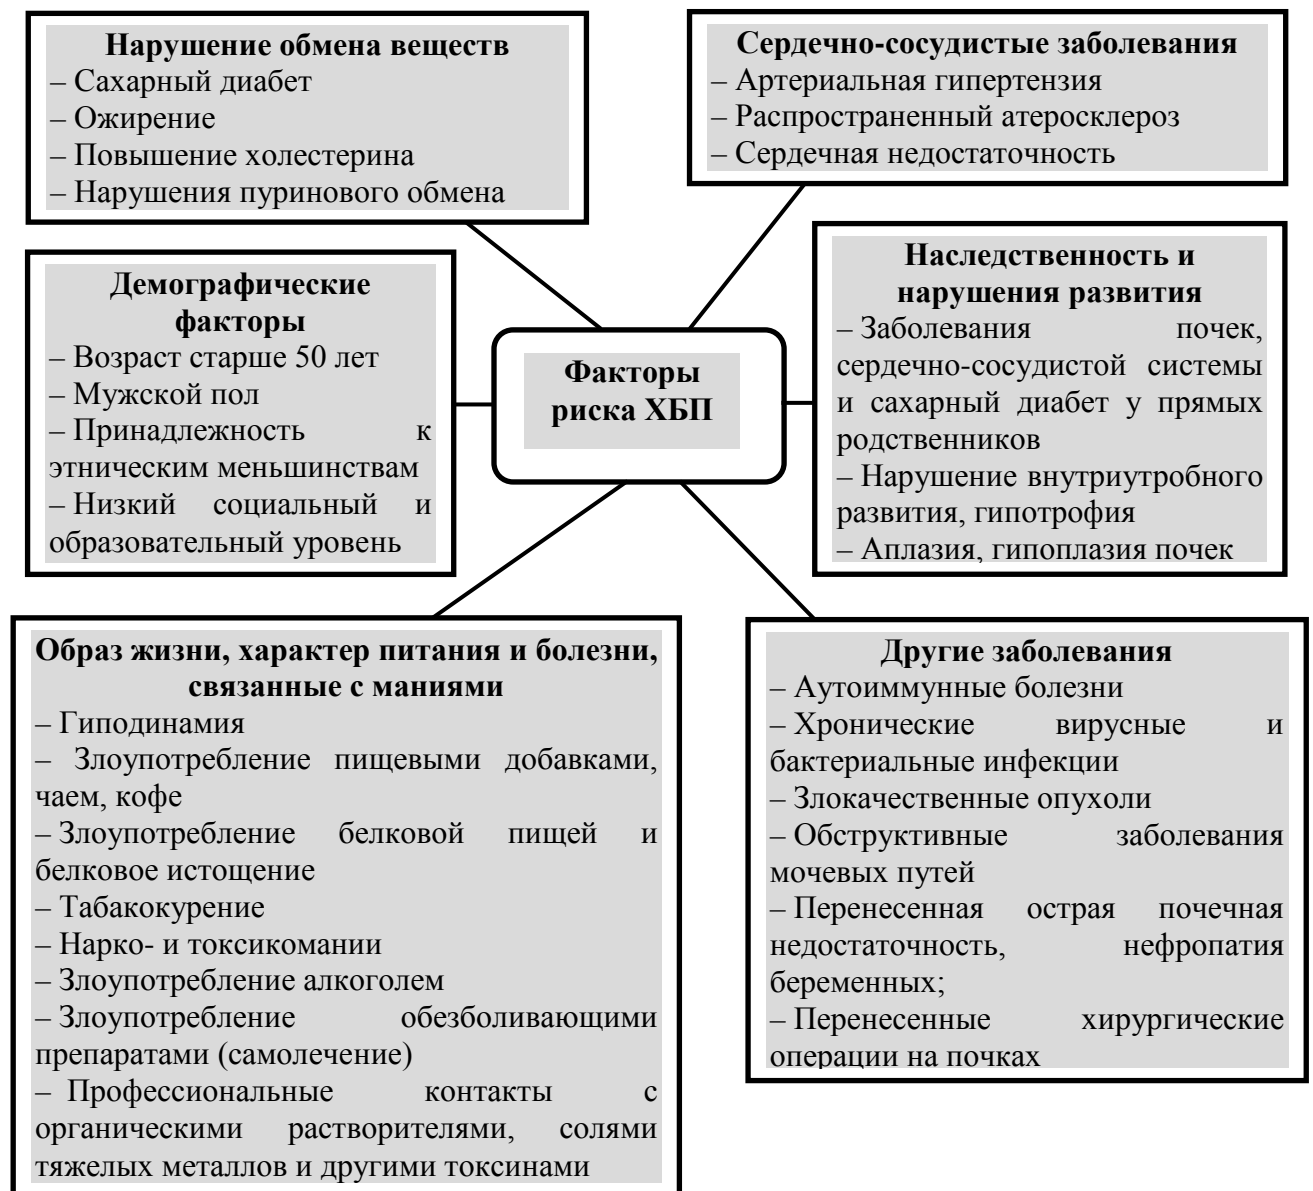 Нарушение обмена веществ
– Сахарный диабет
– Ожирение
– Повышение холестерина
– Нарушения пуринового обмена
Сердечно-сосудистые заболевания
– Артериальная гипертензия
– Распространенный атеросклероз
– Сердечная недостаточность
Демографические
факторы
– Возраст старше 50 лет
– Мужской пол
– Принадлежность к
этническим меньшинствам
– Низкий социальный и
образовательный уровень
Факторы
риска ХБП
Наследственность и
нарушения развития
– Заболевания почек,
сердечно-сосудистой системы
и сахарный диабет у прямых
родственников
– Нарушение внутриутробного
развития, гипотрофия
– Аплазия, гипоплазия почек
Образ жизни, характер питания и болезни,
связанные с маниями
– Гиподинамия
– Злоупотребление пищевыми добавками,
чаем, кофе
– Злоупотребление белковой пищей и
белковое истощение
– Табакокурение
– Нарко- и токсикомании
– Злоупотребление алкоголем
– Злоупотребление обезболивающими
препаратами (самолечение)
– Профессиональные контакты с
органическими растворителями, солями
тяжелых металлов и другими токсинами
Другие заболевания
– Аутоиммунные болезни
– Хронические вирусные и
бактериальные инфекции
– Злокачественные опухоли
– Обструктивные заболевания
мочевых путей
– Перенесенная острая почечная
недостаточность, нефропатия
беременных;
– Перенесенные хирургические
операции на почках